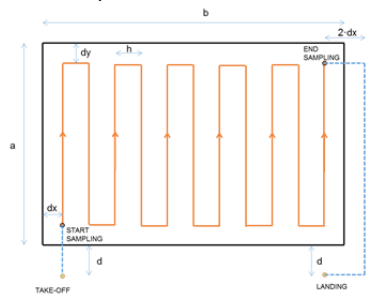 b
END
SAMPLING
2-dx
dy
h
a
dx
START
SAMPLING
d
d
TAKE-OFF
LANDING